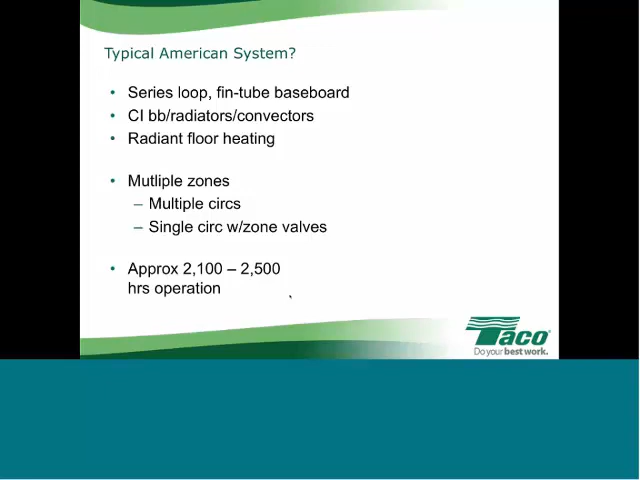 Typical American System?
• Series loop, fin-tube baseboard
• CI bb/radiators/convectors
• Radiant floor heating
• Mutliple zones
– Multiple circs
– Single circ w/zone valves
• Approx 2,100 – 2,500
hrs operation
Taco
Do your best work.